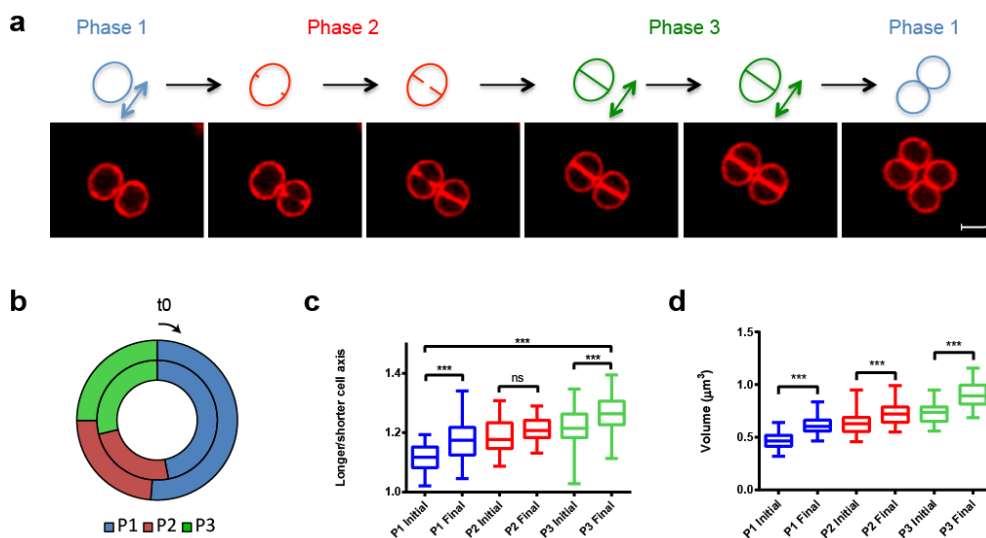 a
Phase 1
Phase 2
Phase 3
Phase 1
b
t0
P1 P2 P3
c
Longer/shorter cell axis
1.4
1.2
1.0
***
***
ns
***
P1 Initial
P1 Final
P2 Initial
P2 Final
P3 Initial
P3 Final
d
Volume (µm³)
1.5
1.0
0.5
0.0
***
***
***
P1 Initial
P1 Final
P2 Initial
P2 Final
P3 Initial
P3 Final